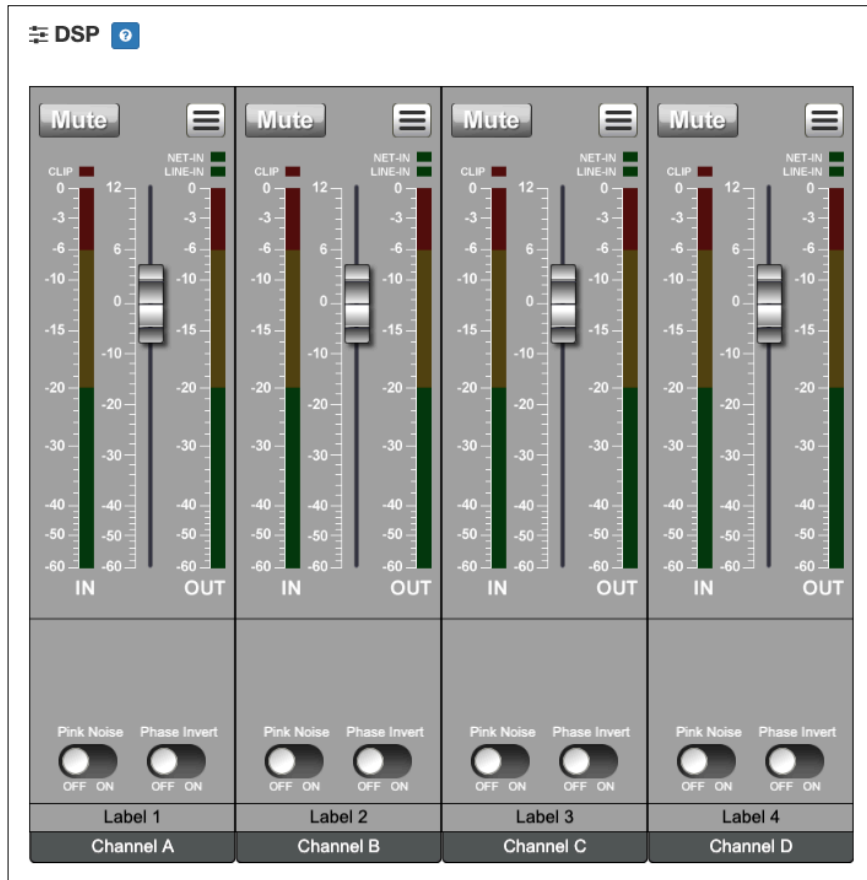 DSP ?
Mute Mute Mute Mute
NET-IN NET-IN NET-IN NET-IN
CLIP LINE-IN CLIP LINE-IN CLIP LINE-IN CLIP LINE-IN
0 12 0 0 12 0 0 12 0 0 12 0
-3 -3 -3 -3 -3 -3 -3 -3
-6 6 -6 -6 6 -6 -6 6 -6 -6 6 -6
-10 -10 -10 -10 -10 -10 -10 -10
0 0 0 0
-15 -15 -15 -15 -15 -15 -15 -15
-10 -10 -10 -10
-20 -20 -20 -20 -20 -20 -20 -20
-20 -20 -20 -20
-30 -30 -30 -30 -30 -30 -30 -30
-30 -30 -30 -30
-40 -40 -40 -40 -40 -40 -40 -40
-40 -40 -40 -40
-50 -50 -50 -50 -50 -50 -50 -50 -50 -50 -50 -50
-60 -60 -60 -60 -60 -60 -60 -60 -60 -60 -60 -60
IN OUT IN OUT IN OUT IN OUT
Pink Noise Phase Invert Pink Noise Phase Invert Pink Noise Phase Invert Pink Noise Phase Invert
OFF ON OFF ON OFF ON OFF ON OFF ON OFF ON OFF ON OFF ON
Label 1 Label 2 Label 3 Label 4
Channel A Channel B Channel C Channel D